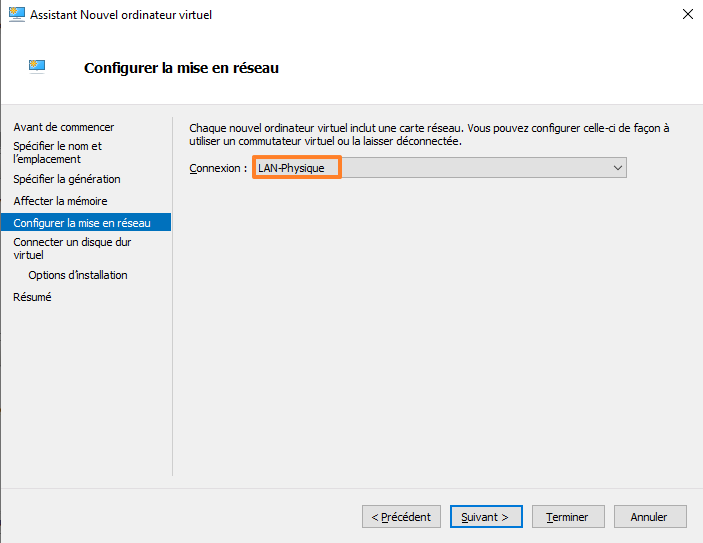 Assistant Nouvel ordinateur virtuel
Configurer la mise en réseau
Avant de commencer
Spécifier le nom et
l'emplacement
Spécifier la génération
Affecter la mémoire
Configurer la mise en réseau
Connecter un disque dur
virtuel
Options d'installation
Résumé
Chaque nouvel ordinateur virtuel inclut une carte réseau. Vous pouvez configurer celle-ci de façon à
utiliser un commutateur virtuel ou la laisser déconnectée.
Connexion : LAN-Physique
< Précédent Suivant > Terminer Annuler